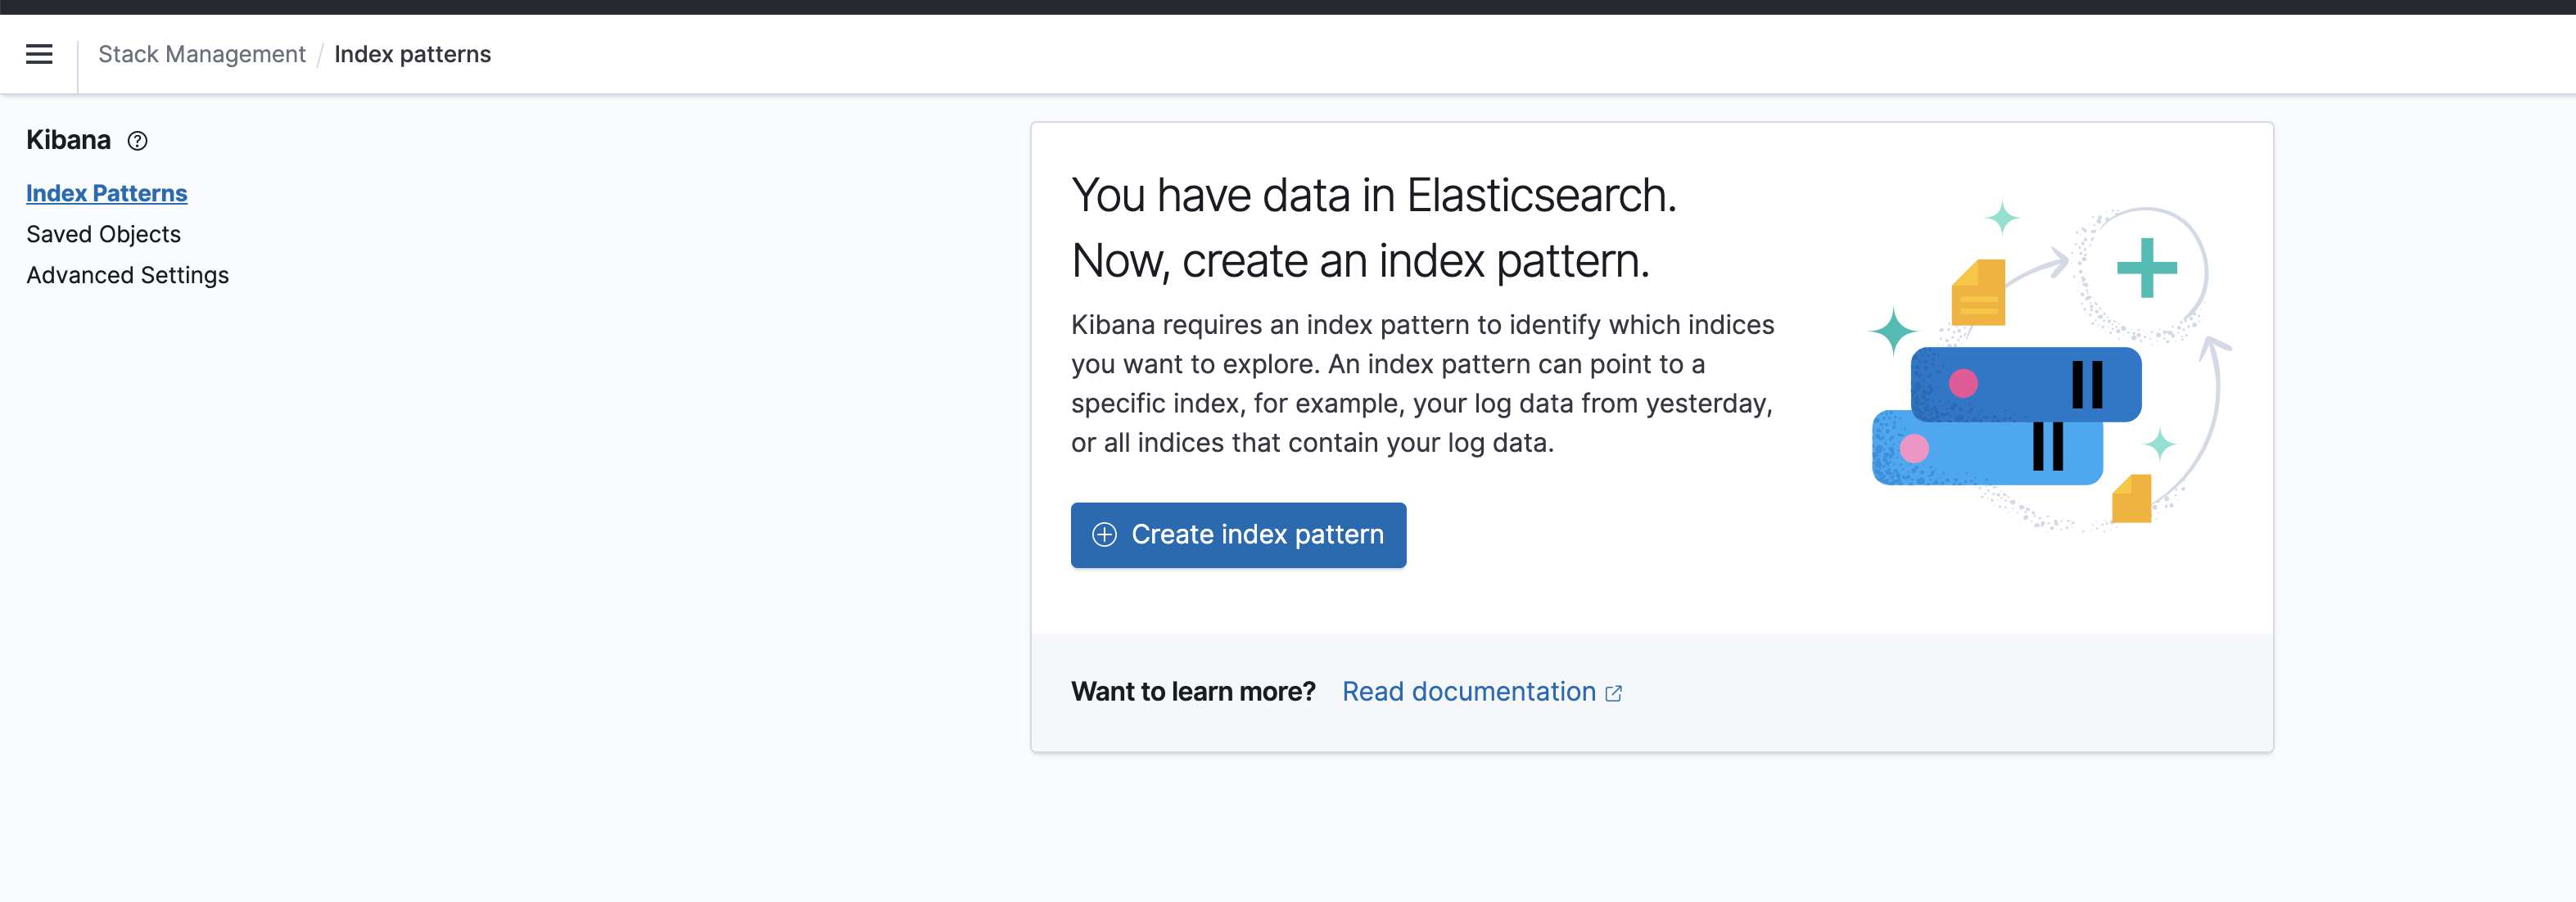 Stack Management / Index patterns
Kibana
Index Patterns
Saved Objects
Advanced Settings
You have data in Elasticsearch.
Now, create an index pattern.
Kibana requires an index pattern to identify which indices
you want to explore. An index pattern can point to a
specific index, for example, your log data from yesterday,
or all indices that contain your log data.
Create index pattern
Want to learn more? Read documentation